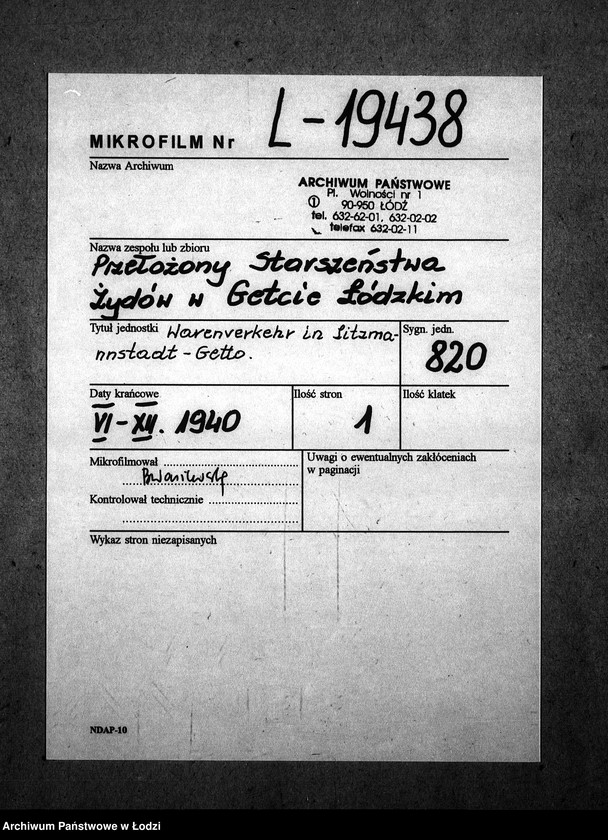 MIKROFILM Nr L-19438
Nazwa Archiwum
ARCHIWUM PAŃSTWOWE
Pl. Wolności nr 1
① 90-950 ŁÓDŹ
tel. 632-62-01, 632-02-02
telefax 632-02-11
Nazwa zespołu lub zbioru
Przełożony Starszeństwa
Żydów w Getcie Łódzkim
Tytuł jednostki Warenverkehr in Litzma-
nnstadt - Getto.
Sygn. jedn.
820
Daty krańcowe
VI - XII. 1940
Ilość stron
1
Ilość klatek
Mikrofilmował
Kontrolował technicznie
Uwagi o ewentualnych zakłóceniach
w paginacji
Wykaz stron niezapisanych
NDAP-10
Archiwum Państwowe w Łodzi